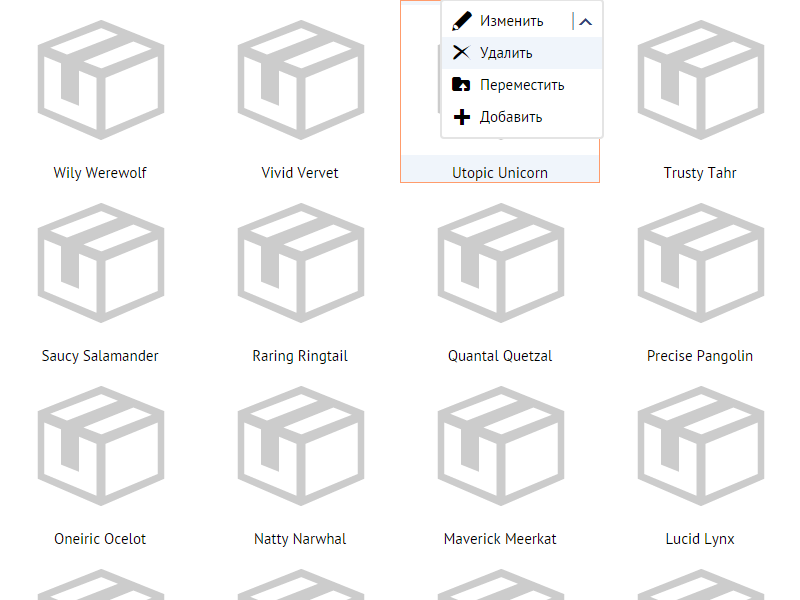 Изменить
Удалить
Переместить
Добавить
Wily Werewolf
Vivid Vervet
Utopic Unicorn
Trusty Tahr
Saucy Salamander
Raring Ringtail
Quantal Quetzal
Precise Pangolin
Oneiric Ocelot
Natty Narwhal
Maverick Meerkat
Lucid Lynx